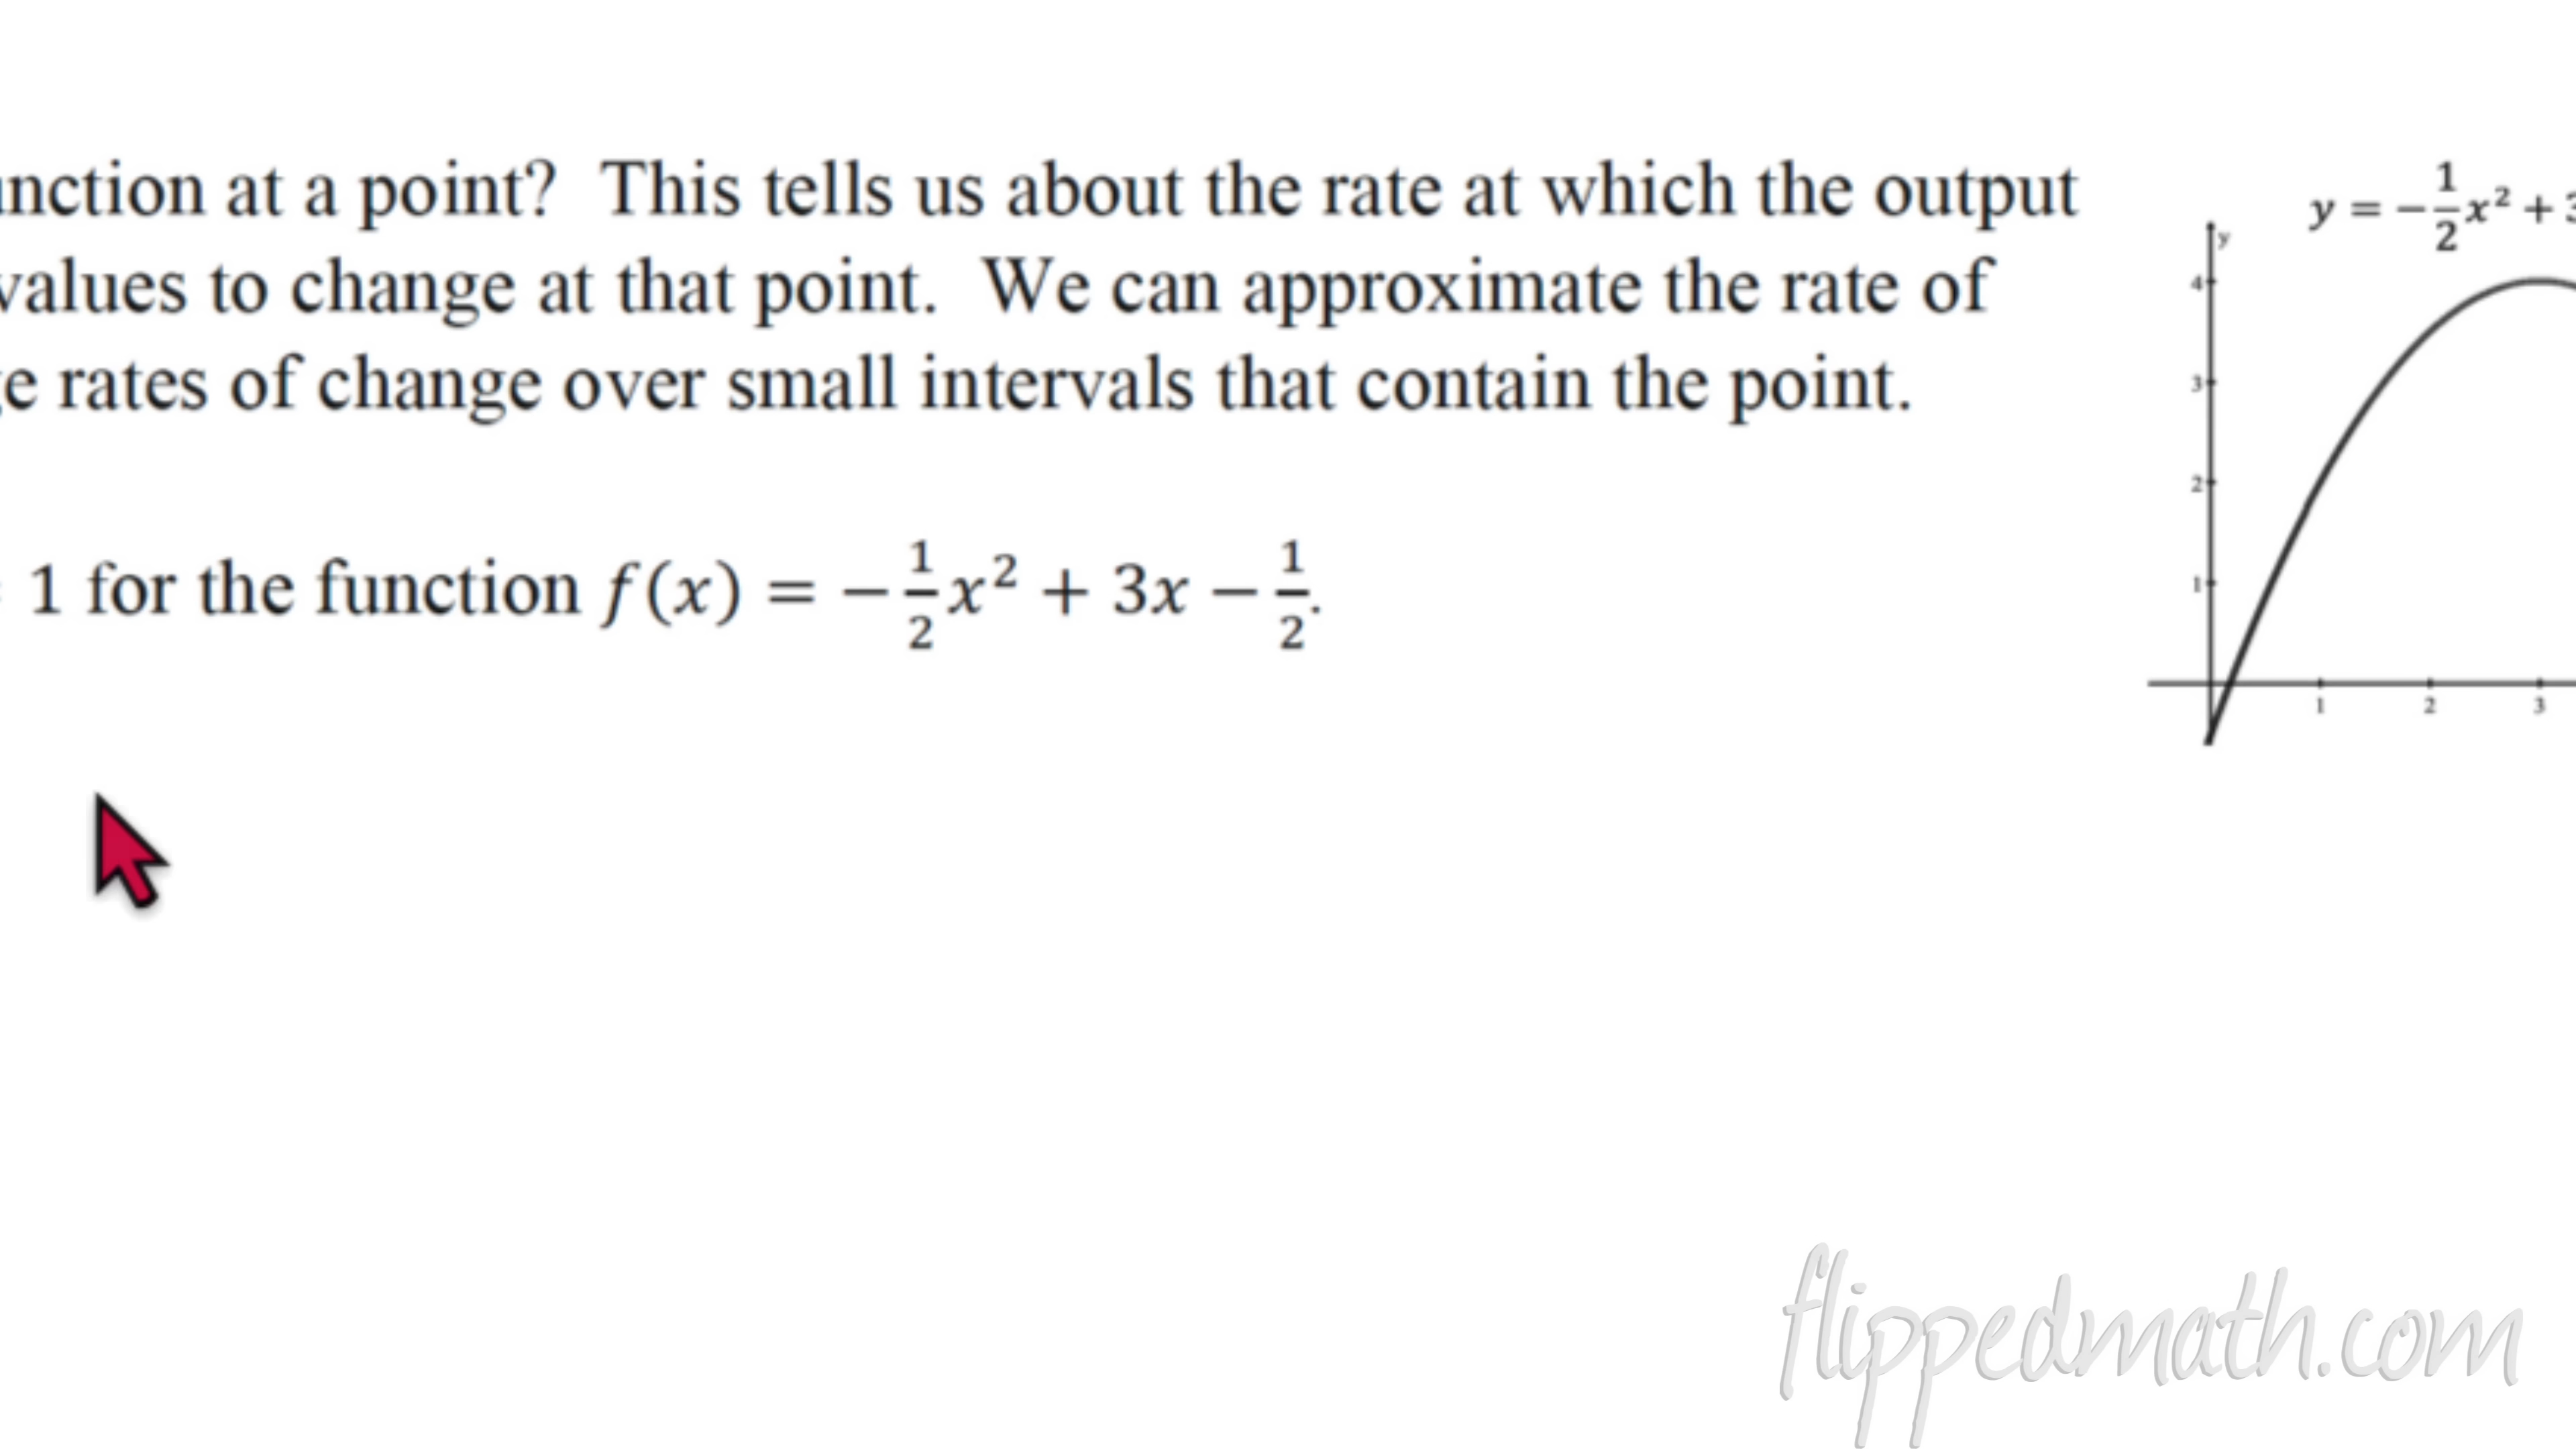 nction at a point? This tells us about the rate at which the output
values to change at that point. We can approximate the rate of
e rates of change over small intervals that contain the point.
1 for the function f(x) = −1/2x² + 3x − 1/2.
y = −1/2x² + 3
y
4
3
2
1
1 2 3
flippedmath.com